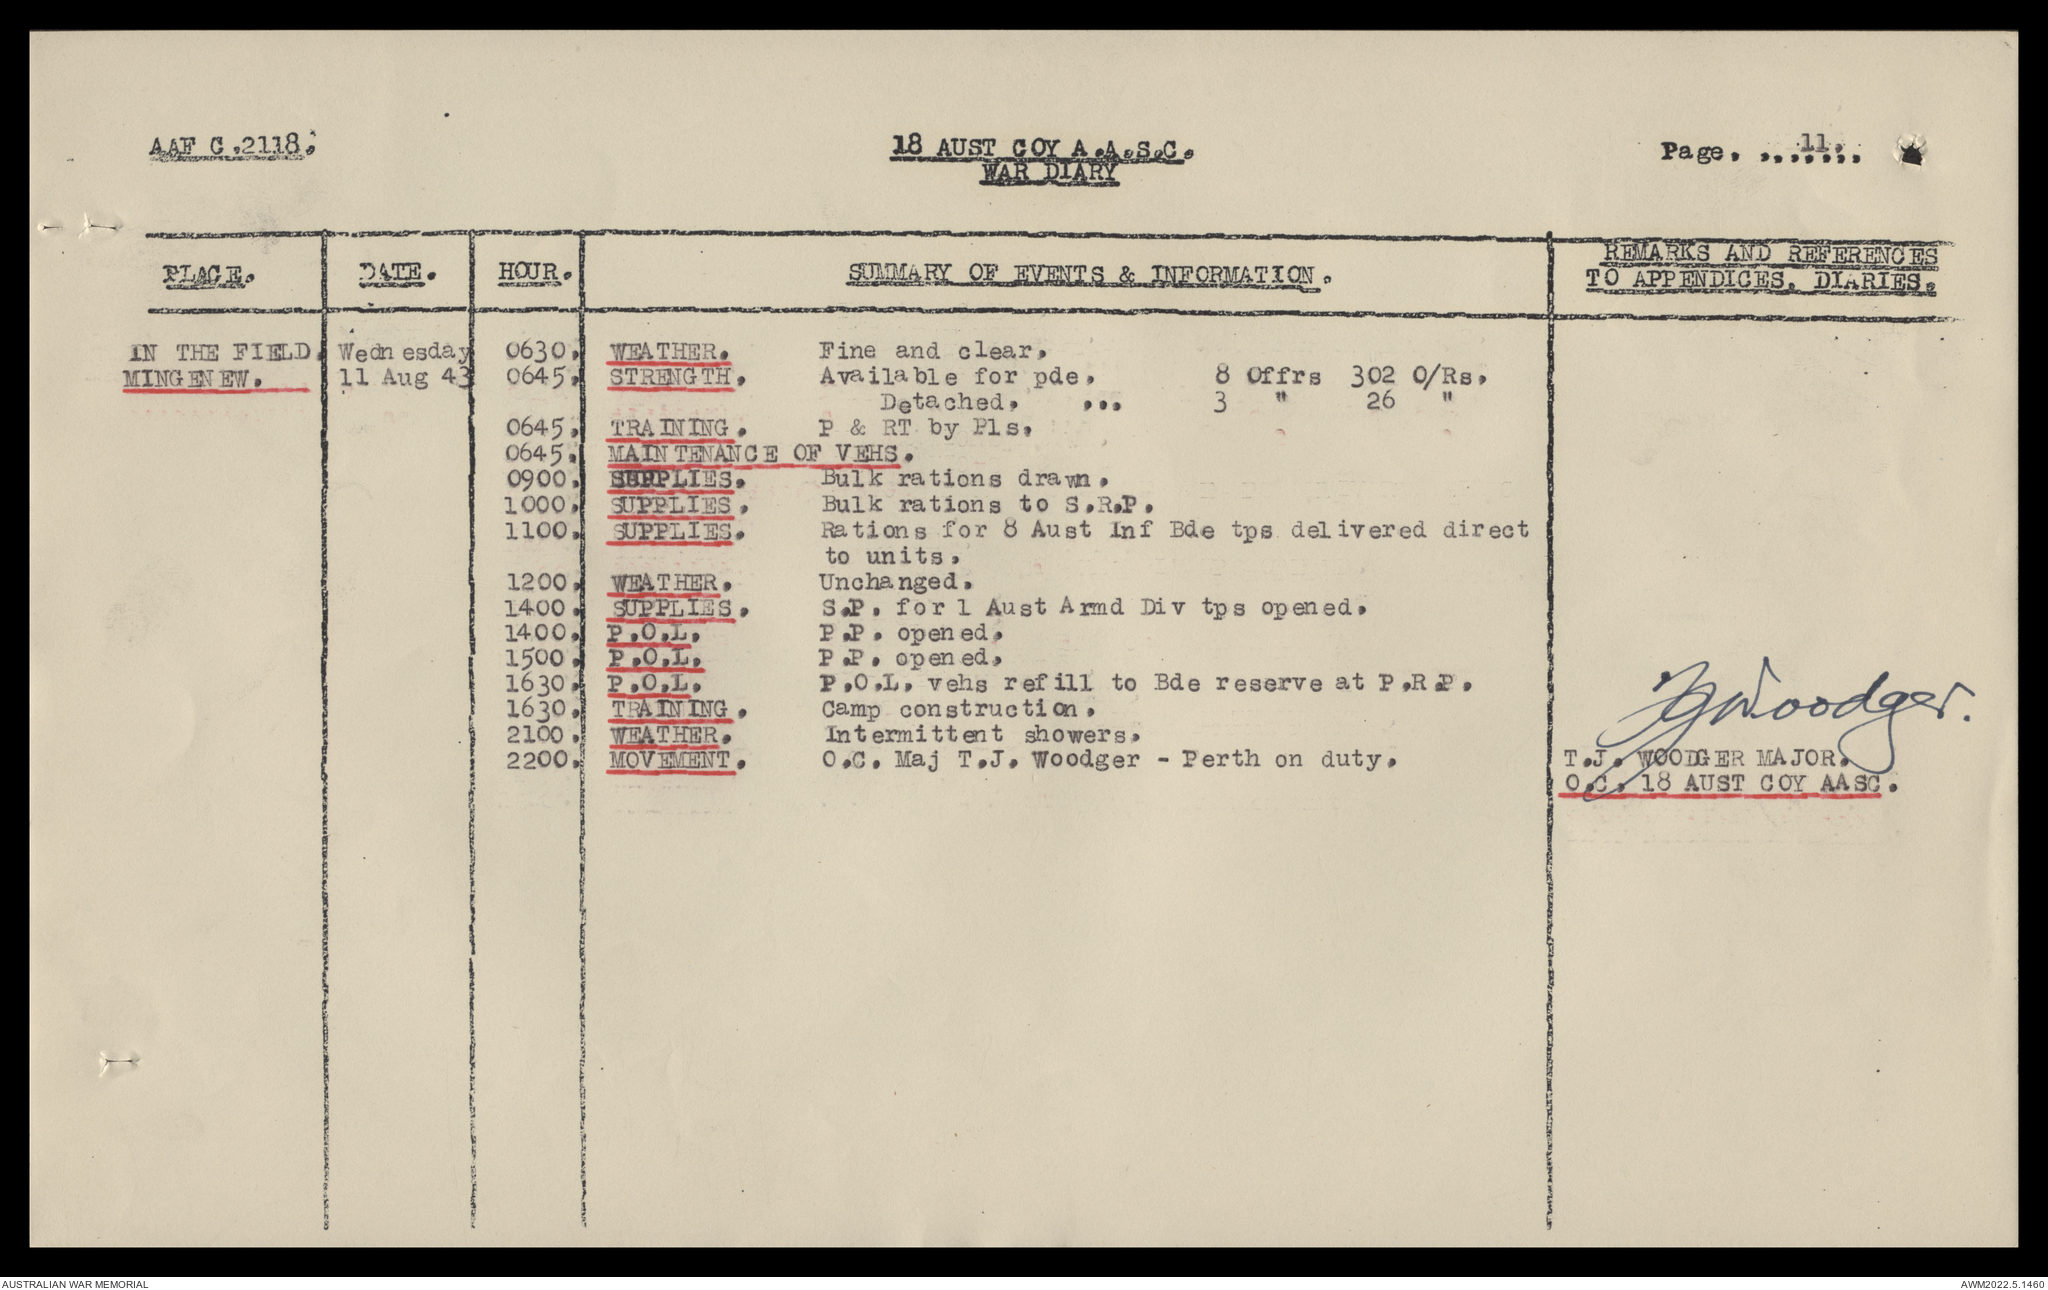 AAF C.2118.
18 AUST COY A.A.S.C.
WAR DIARY
Page. ..11...
PLACE. DATE. HOUR. SUMMARY OF EVENTS & INFORMATION. REMARKS AND REFERENCES
TO APPENDICES. DIARIES.
IN THE FIELD. Wednesday 0630. WEATHER. Fine and clear.
MINGENEW. 11 Aug 43 0645. STRENGTH. Available for pde. 8 Offrs 302 O/Rs.
Detached. ... 3 " 26 "
0645. TRAINING. P & RT by Pls.
0645. MAINTENANCE OF VEHS.
0900. SUPPLIES. Bulk rations drawn.
1000. SUPPLIES. Bulk rations to S.R.P.
1100. SUPPLIES. Rations for 8 Aust Inf Bde tps delivered direct
to units.
1200. WEATHER. Unchanged.
1400. SUPPLIES. S.P. for 1 Aust Armd Div tps opened.
1400. P.O.L. P.P. opened.
1500. P.O.L. P.P. opened.
1630. P.O.L. P.O.L. vehs refill to Bde reserve at P.R.P.
1630. TRAINING. Camp construction.
2100. WEATHER. Intermittent showers.
2200. MOVEMENT. O.C. Maj T.J. Woodger - Perth on duty.
TJWoodger.
T.J. WOODGER MAJOR.
O.C. 18 AUST COY AASC.
AUSTRALIAN WAR MEMORIAL
AWM2022.5.1460